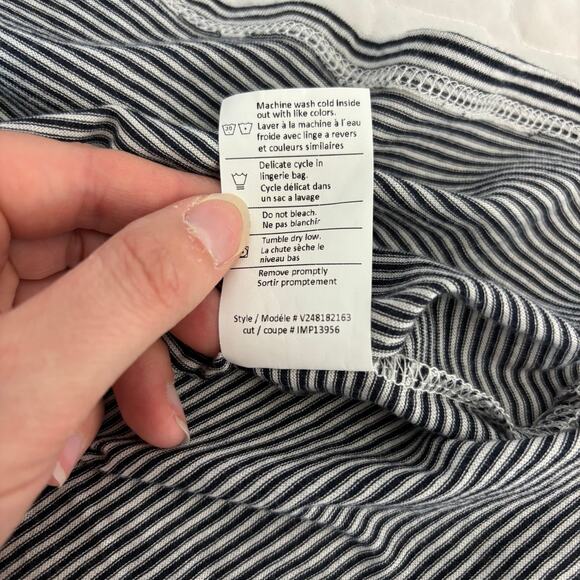 Machine wash cold inside
out with like colors.
30
Laver à la machine à l'eau
froide avec linge a revers
et couleurs similaires
Delicate cycle in
lingerie bag.
Cycle délicat dans
un sac a lavage
Do not bleach.
Ne pas blanchir
Tumble dry low.
La chute sèche le
niveau bas
Remove promptly
Sortir promptement
Style / Modéle # V248182163
cut / coupe # IMP13956